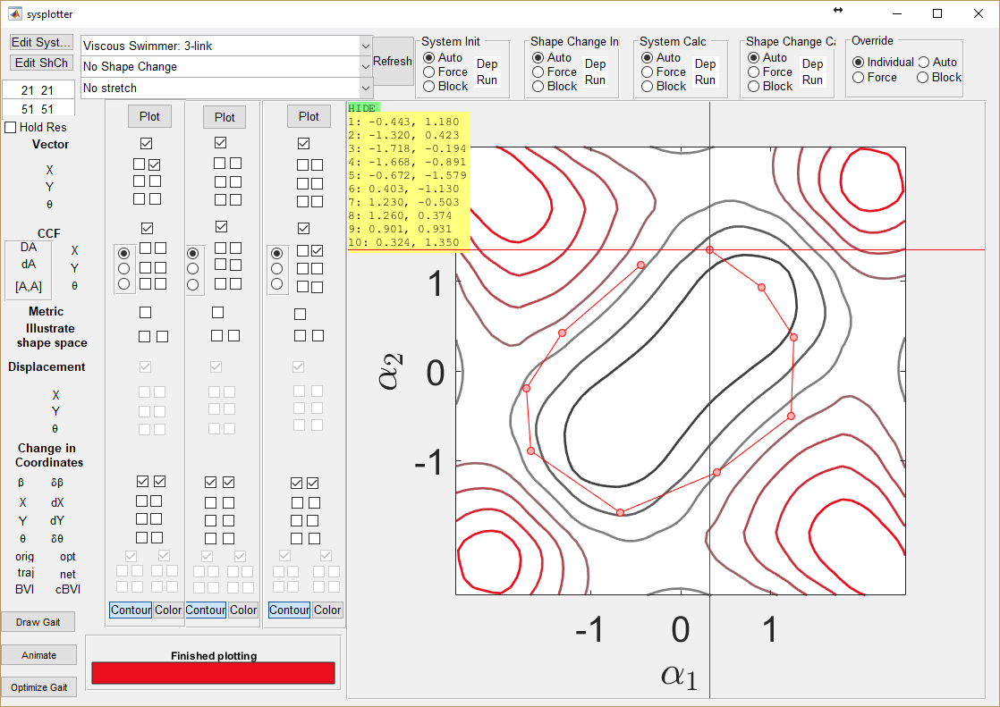 sysplotter
Edit Syst...
Edit ShCh
Viscous Swimmer: 3-link
No Shape Change
No stretch
Refresh
System Init
Auto
Force
Block
Dep
Run
Shape Change In
Auto
Force
Block
Dep
Run
System Calc
Auto
Force
Block
Dep
Run
Shape Change Ca
Auto
Force
Block
Dep
Run
Override
Individual Auto
Force Block
21 21
51 51
Hold Res
Plot Plot Plot
Vector
X
Y
θ
CCF
DA X
dA Y
[A,A] θ
Metric
Illustrate
shape space
Displacement
X
Y
θ
Change in
Coordinates
β δβ
X dX
Y dY
θ δθ
orig opt
traj net
BVI cBVI
Contour Color Contour Color Contour Color
Draw Gait
Animate
Optimize Gait
Finished plotting
HIDE
1: -0.443, 1.180
2: -1.320, 0.423
3: -1.718, -0.194
4: -1.668, -0.891
5: -0.672, -1.579
6: 0.403, -1.130
7: 1.230, -0.503
8: 1.260, 0.374
9: 0.901, 0.931
10: 0.324, 1.350
1
0
-1
α2
-1 0 1
α1